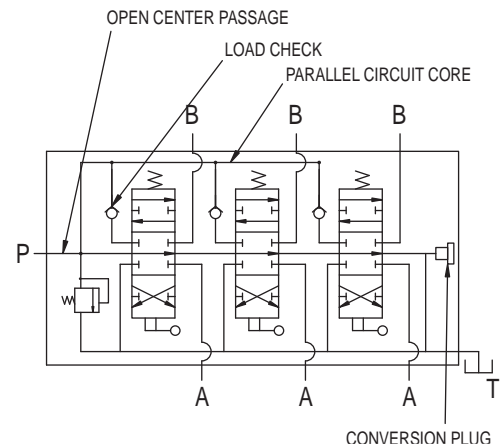 OPEN CENTER PASSAGE
LOAD CHECK
PARALLEL CIRCUIT CORE
B B B
P
A A A
T
CONVERSION PLUG